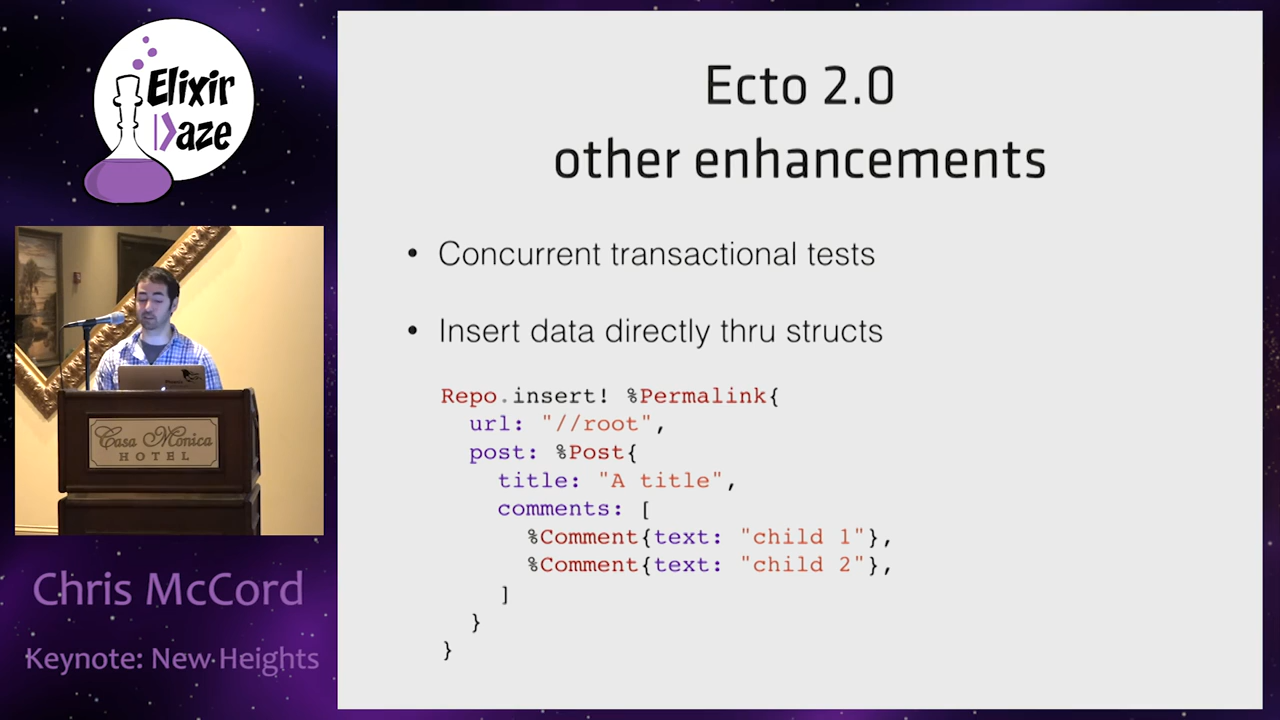 Elixir
Daze
Casa Monica
HOTEL
Chris McCord
Keynote: New Heights
Ecto 2.0
other enhancements
• Concurrent transactional tests
• Insert data directly thru structs
Repo.insert! %Permalink{
  url: "//root",
  post: %Post{
    title: "A title",
    comments: [
      %Comment{text: "child 1"},
      %Comment{text: "child 2"},
    ]
  }
}